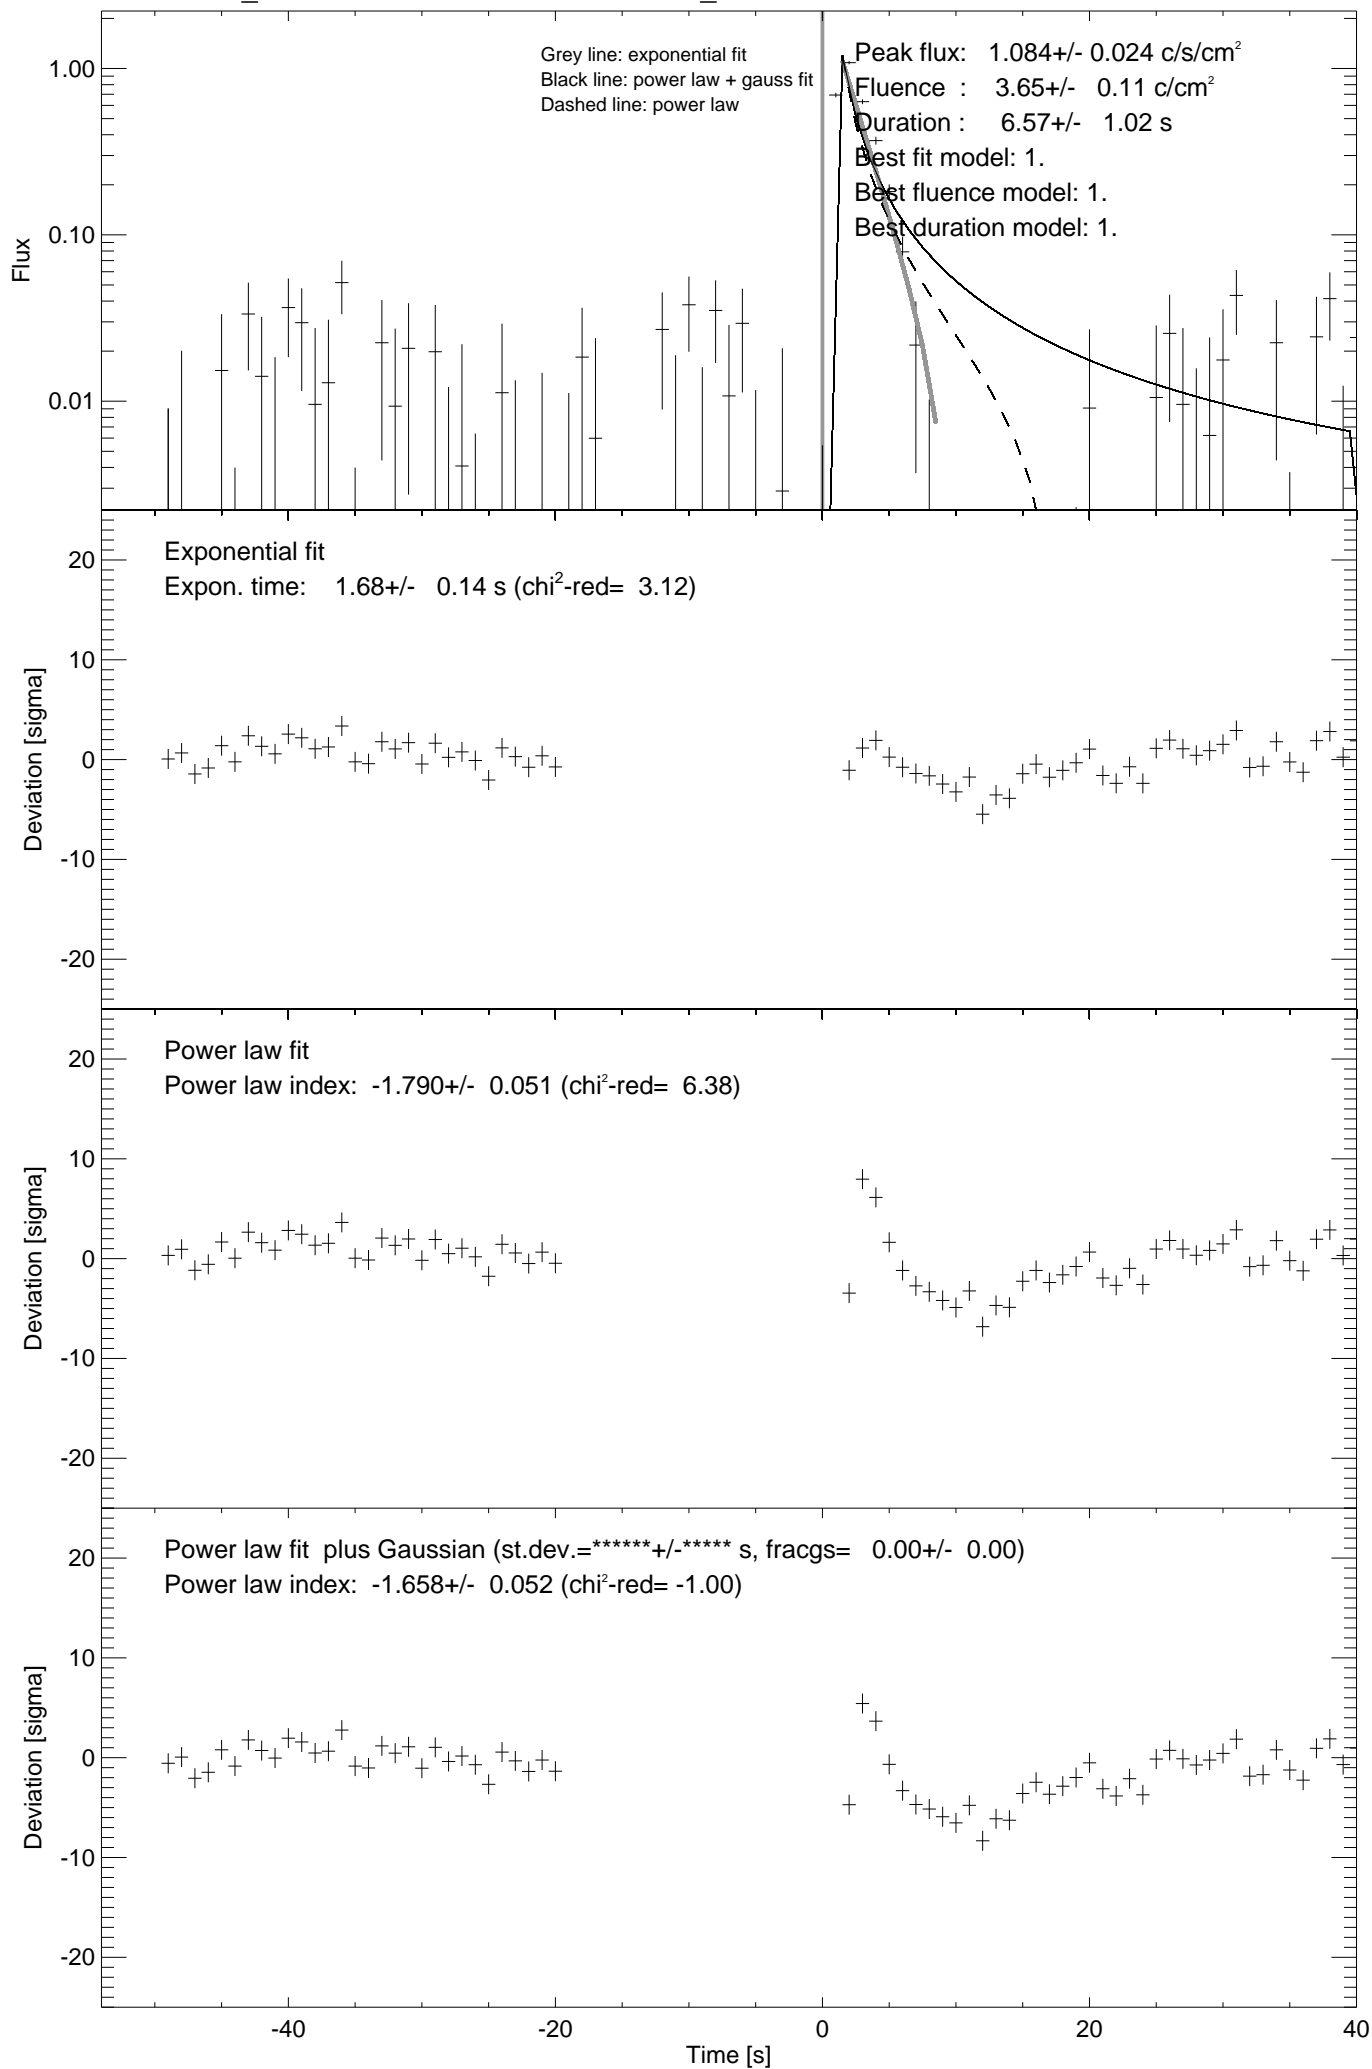 Grey line: exponential fit
Black line: power law + gauss fit
Dashed line: power law
Peak flux: 1.084+/- 0.024 c/s/cm²
Fluence : 3.65+/- 0.11 c/cm²
Duration : 6.57+/- 1.02 s
Best fit model: 1.
Best fluence model: 1.
Best duration model: 1.
1.00
0.10
0.01
Flux
Exponential fit
Expon. time: 1.68+/- 0.14 s (chi²-red= 3.12)
20
10
0
-10
-20
Deviation [sigma]
Power law fit
Power law index: -1.790+/- 0.051 (chi²-red= 6.38)
20
10
0
-10
-20
Deviation [sigma]
Power law fit plus Gaussian (st.dev.=******+/-***** s, fracgs= 0.00+/- 0.00)
Power law index: -1.658+/- 0.052 (chi²-red= -1.00)
20
10
0
-10
-20
Deviation [sigma]
-40 -20 0 20 40
Time [s]